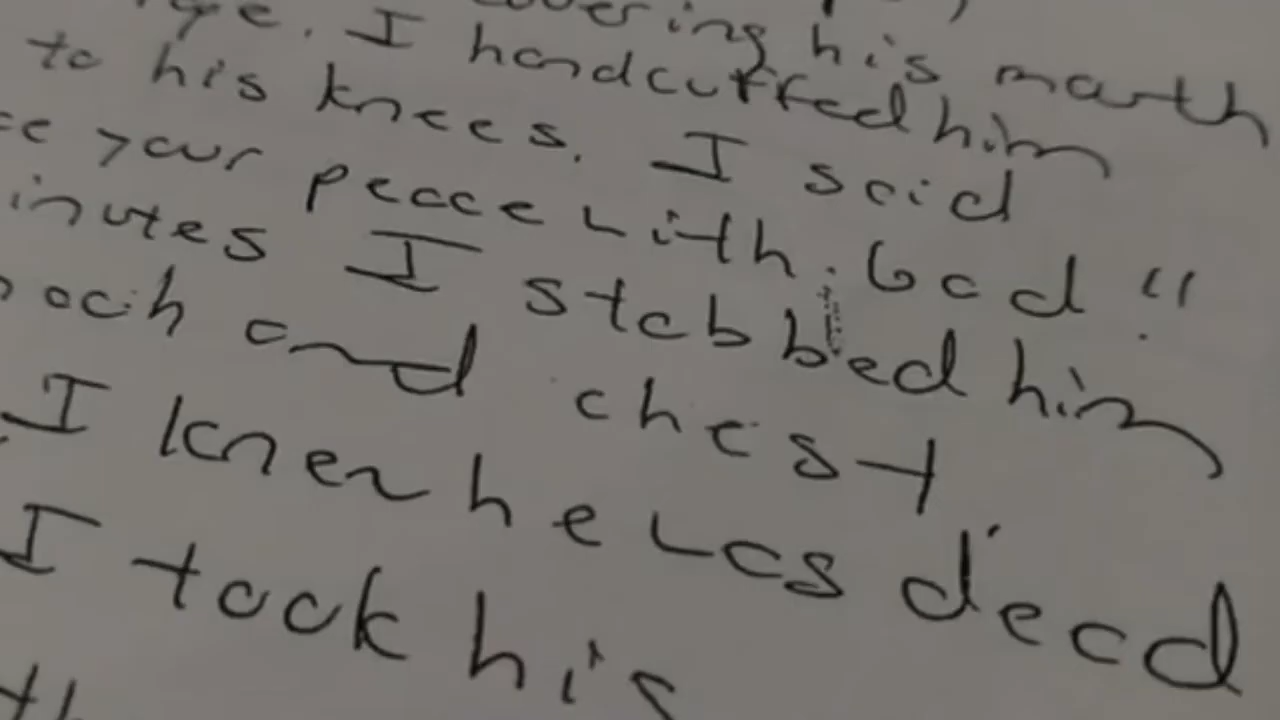 covering his mouth
I handcuffed him
to his knees. I said
your peace with God"
I stabbed him
and chest
I knew he was dead
I took his